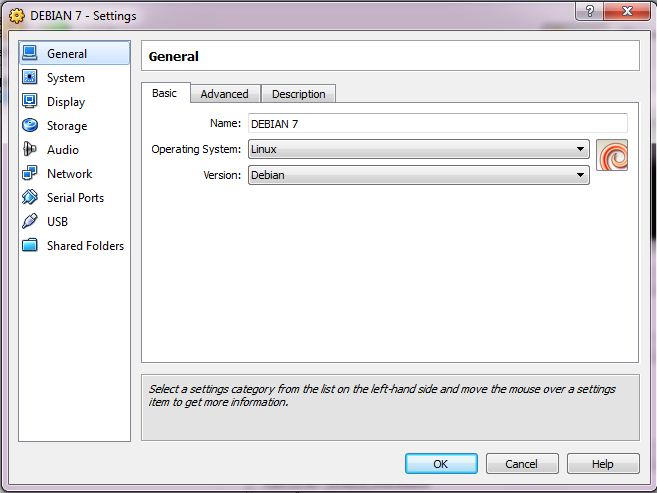 DEBIAN 7 - Settings
?
General
System
Display
Storage
Audio
Network
Serial Ports
USB
Shared Folders
General
Basic
Advanced
Description
Name: DEBIAN 7
Operating System: Linux
Version: Debian
Select a settings category from the list on the left-hand side and move the mouse over a settings
item to get more information.
OK
Cancel
Help